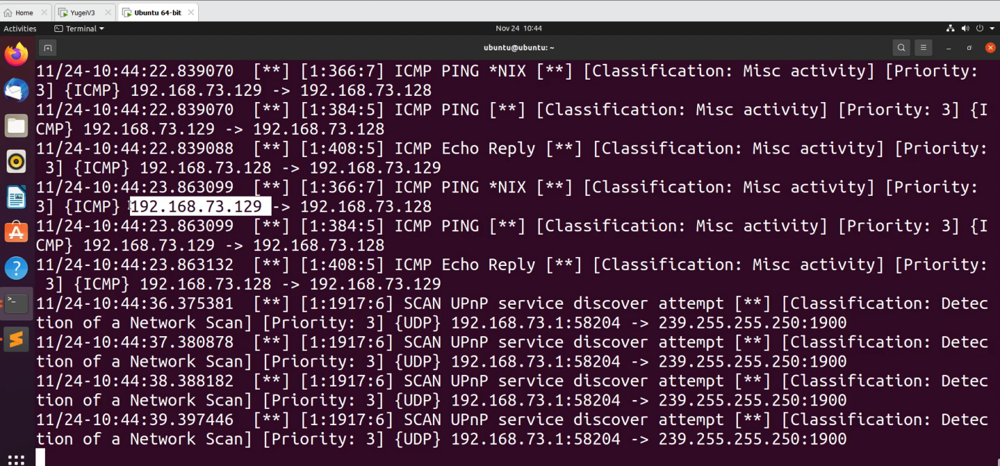 Home
YugeiV3
Ubuntu 64-bit
Activities
Terminal
Nov 24 10:44
ubuntu@ubuntu: ~
11/24-10:44:22.839070 [**] [1:366:7] ICMP PING *NIX [**] [Classification: Misc activity] [Priority:
3] {ICMP} 192.168.73.129 -> 192.168.73.128
11/24-10:44:22.839070 [**] [1:384:5] ICMP PING [**] [Classification: Misc activity] [Priority: 3] {I
CMP} 192.168.73.129 -> 192.168.73.128
11/24-10:44:22.839088 [**] [1:408:5] ICMP Echo Reply [**] [Classification: Misc activity] [Priority:
3] {ICMP} 192.168.73.128 -> 192.168.73.129
11/24-10:44:23.863099 [**] [1:366:7] ICMP PING *NIX [**] [Classification: Misc activity] [Priority:
3] {ICMP} 192.168.73.129 -> 192.168.73.128
11/24-10:44:23.863099 [**] [1:384:5] ICMP PING [**] [Classification: Misc activity] [Priority: 3] {I
CMP} 192.168.73.129 -> 192.168.73.128
11/24-10:44:23.863132 [**] [1:408:5] ICMP Echo Reply [**] [Classification: Misc activity] [Priority:
3] {ICMP} 192.168.73.128 -> 192.168.73.129
11/24-10:44:36.375381 [**] [1:1917:6] SCAN UPnP service discover attempt [**] [Classification: Detec
tion of a Network Scan] [Priority: 3] {UDP} 192.168.73.1:58204 -> 239.255.255.250:1900
11/24-10:44:37.380878 [**] [1:1917:6] SCAN UPnP service discover attempt [**] [Classification: Detec
tion of a Network Scan] [Priority: 3] {UDP} 192.168.73.1:58204 -> 239.255.255.250:1900
11/24-10:44:38.388182 [**] [1:1917:6] SCAN UPnP service discover attempt [**] [Classification: Detec
tion of a Network Scan] [Priority: 3] {UDP} 192.168.73.1:58204 -> 239.255.255.250:1900
11/24-10:44:39.397446 [**] [1:1917:6] SCAN UPnP service discover attempt [**] [Classification: Detec
tion of a Network Scan] [Priority: 3] {UDP} 192.168.73.1:58204 -> 239.255.255.250:1900